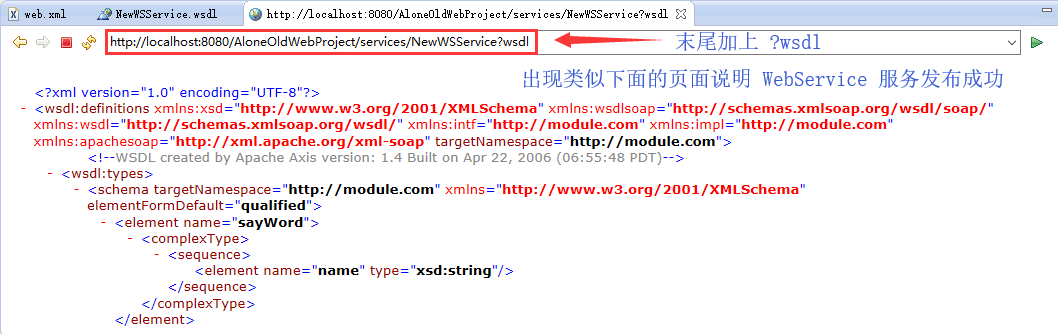 web.xml NewWSService.wsdl http://localhost:8080/AloneOldWebProject/services/NewWSService?wsdl
http://localhost:8080/AloneOldWebProject/services/NewWSService?wsdl 末尾加上 ?wsdl
出现类似下面的页面说明 WebService 服务发布成功
<?xml version="1.0" encoding="UTF-8"?>
- <wsdl:definitions xmlns:xsd="http://www.w3.org/2001/XMLSchema" xmlns:wsdlsoap="http://schemas.xmlsoap.org/wsdl/soap/"
xmlns:wsdl="http://schemas.xmlsoap.org/wsdl/" xmlns:intf="http://module.com" xmlns:impl="http://module.com"
xmlns:apachesoap="http://xml.apache.org/xml-soap" targetNamespace="http://module.com">
<!--WSDL created by Apache Axis version: 1.4 Built on Apr 22, 2006 (06:55:48 PDT)-->
- <wsdl:types>
- <schema targetNamespace="http://module.com" xmlns="http://www.w3.org/2001/XMLSchema"
elementFormDefault="qualified">
- <element name="sayWord">
- <complexType>
- <sequence>
<element name="name" type="xsd:string"/>
</sequence>
</complexType>
</element>